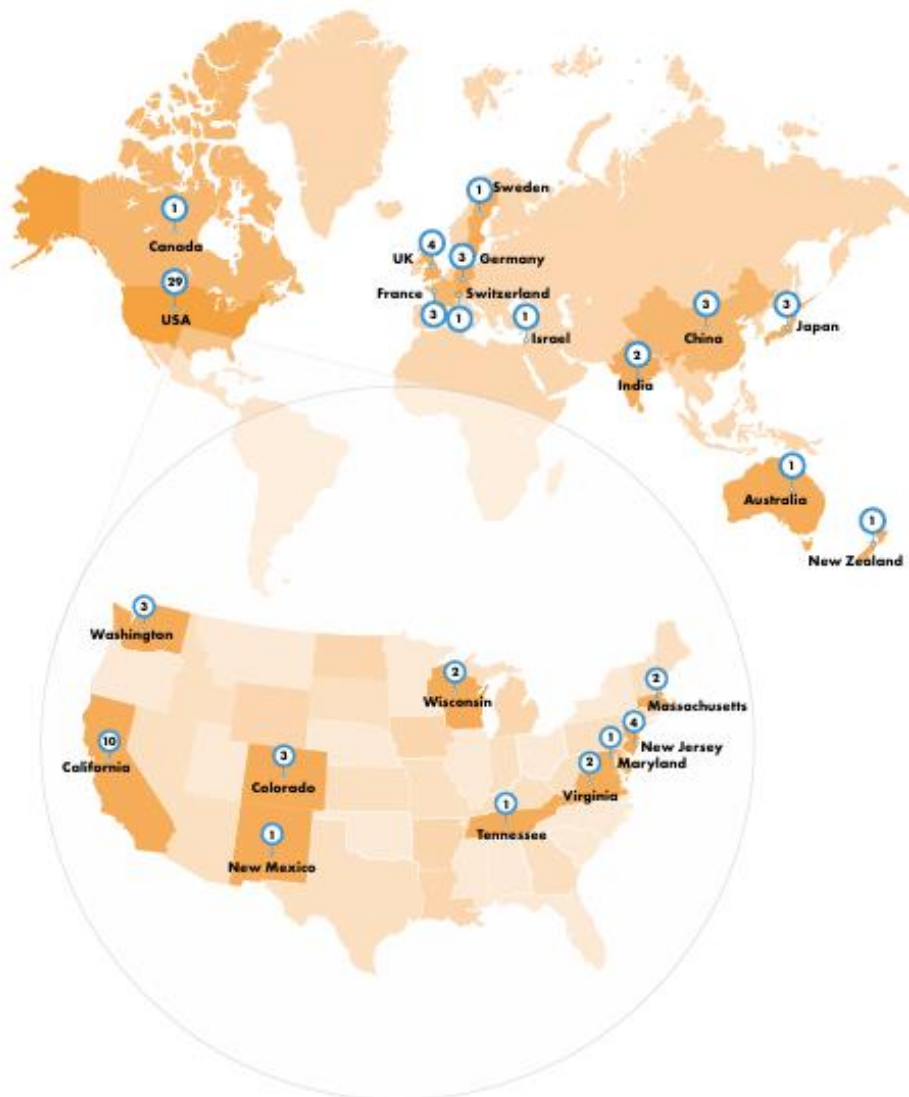 1
Sweden
1
Canada
4
UK
3
Germany
29
USA
France
3
Switzerland
1
1
Israel
3
China
3
Japan
2
India
1
Australia
1
New Zealand
3
Washington
2
Wisconsin
2
Massachusetts
10
California
3
Colorado
4
New Jersey
1
Maryland
2
Virginia
1
Tennessee
1
New Mexico